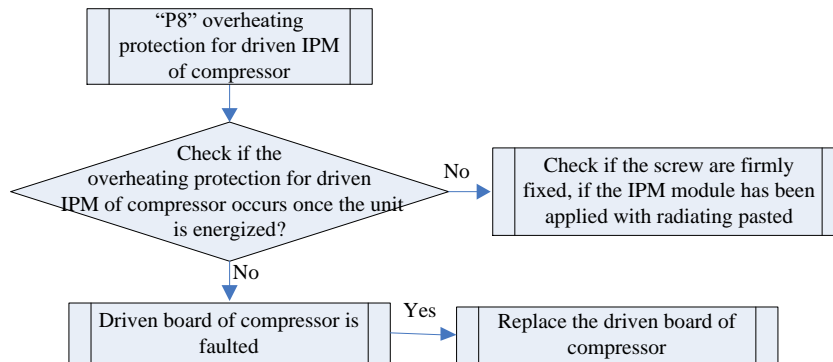 “P8” overheating
protection for driven IPM
of compressor
Check if the
overheating protection for driven
IPM of compressor occurs once the unit
is energized?
No
Check if the screw are firmly
fixed, if the IPM module has been
applied with radiating pasted
No
Driven board of compressor is
faulted
Yes
Replace the driven board of
compressor